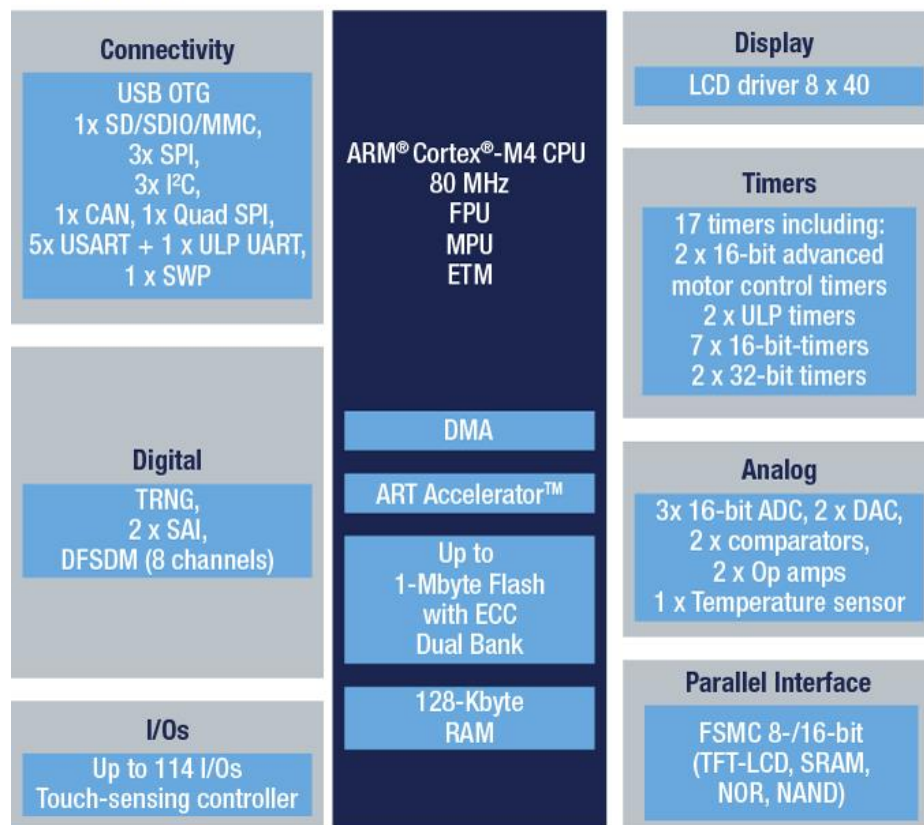 Connectivity
USB OTG
1x SD/SDIO/MMC,
3x SPI,
3x I²C,
1x CAN, 1x Quad SPI,
5x USART + 1 x ULP UART,
1 x SWP
Digital
TRNG,
2 x SAI,
DFSDM (8 channels)
I/Os
Up to 114 I/Os
Touch-sensing controller
ARM® Cortex®-M4 CPU
80 MHz
FPU
MPU
ETM
DMA
ART Accelerator™
Up to
1-Mbyte Flash
with ECC
Dual Bank
128-Kbyte
RAM
Display
LCD driver 8 x 40
Timers
17 timers including:
2 x 16-bit advanced
motor control timers
2 x ULP timers
7 x 16-bit-timers
2 x 32-bit timers
Analog
3x 16-bit ADC, 2 x DAC,
2 x comparators,
2 x Op amps
1 x Temperature sensor
Parallel Interface
FSMC 8-/16-bit
(TFT-LCD, SRAM,
NOR, NAND)